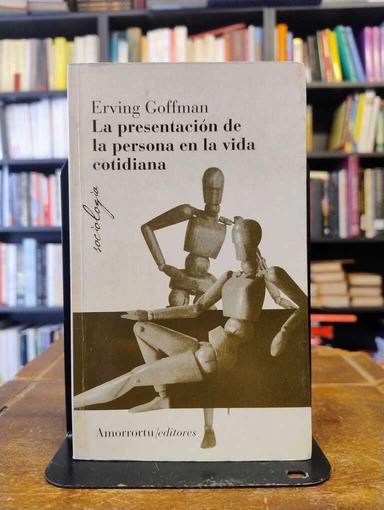 Erving Goffman
La presentación de
la persona en la vida
cotidiana
sociología
Amorrortu/editores